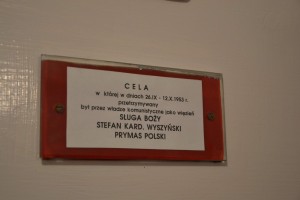 CELA
w której w dniach 26.IX - 12.X.1953 r.
przetrzymywany
był przez władze komunistyczne jako więzień
SŁUGA BOŻY
STEFAN KARD. WYSZYŃSKI
PRYMAS POLSKI